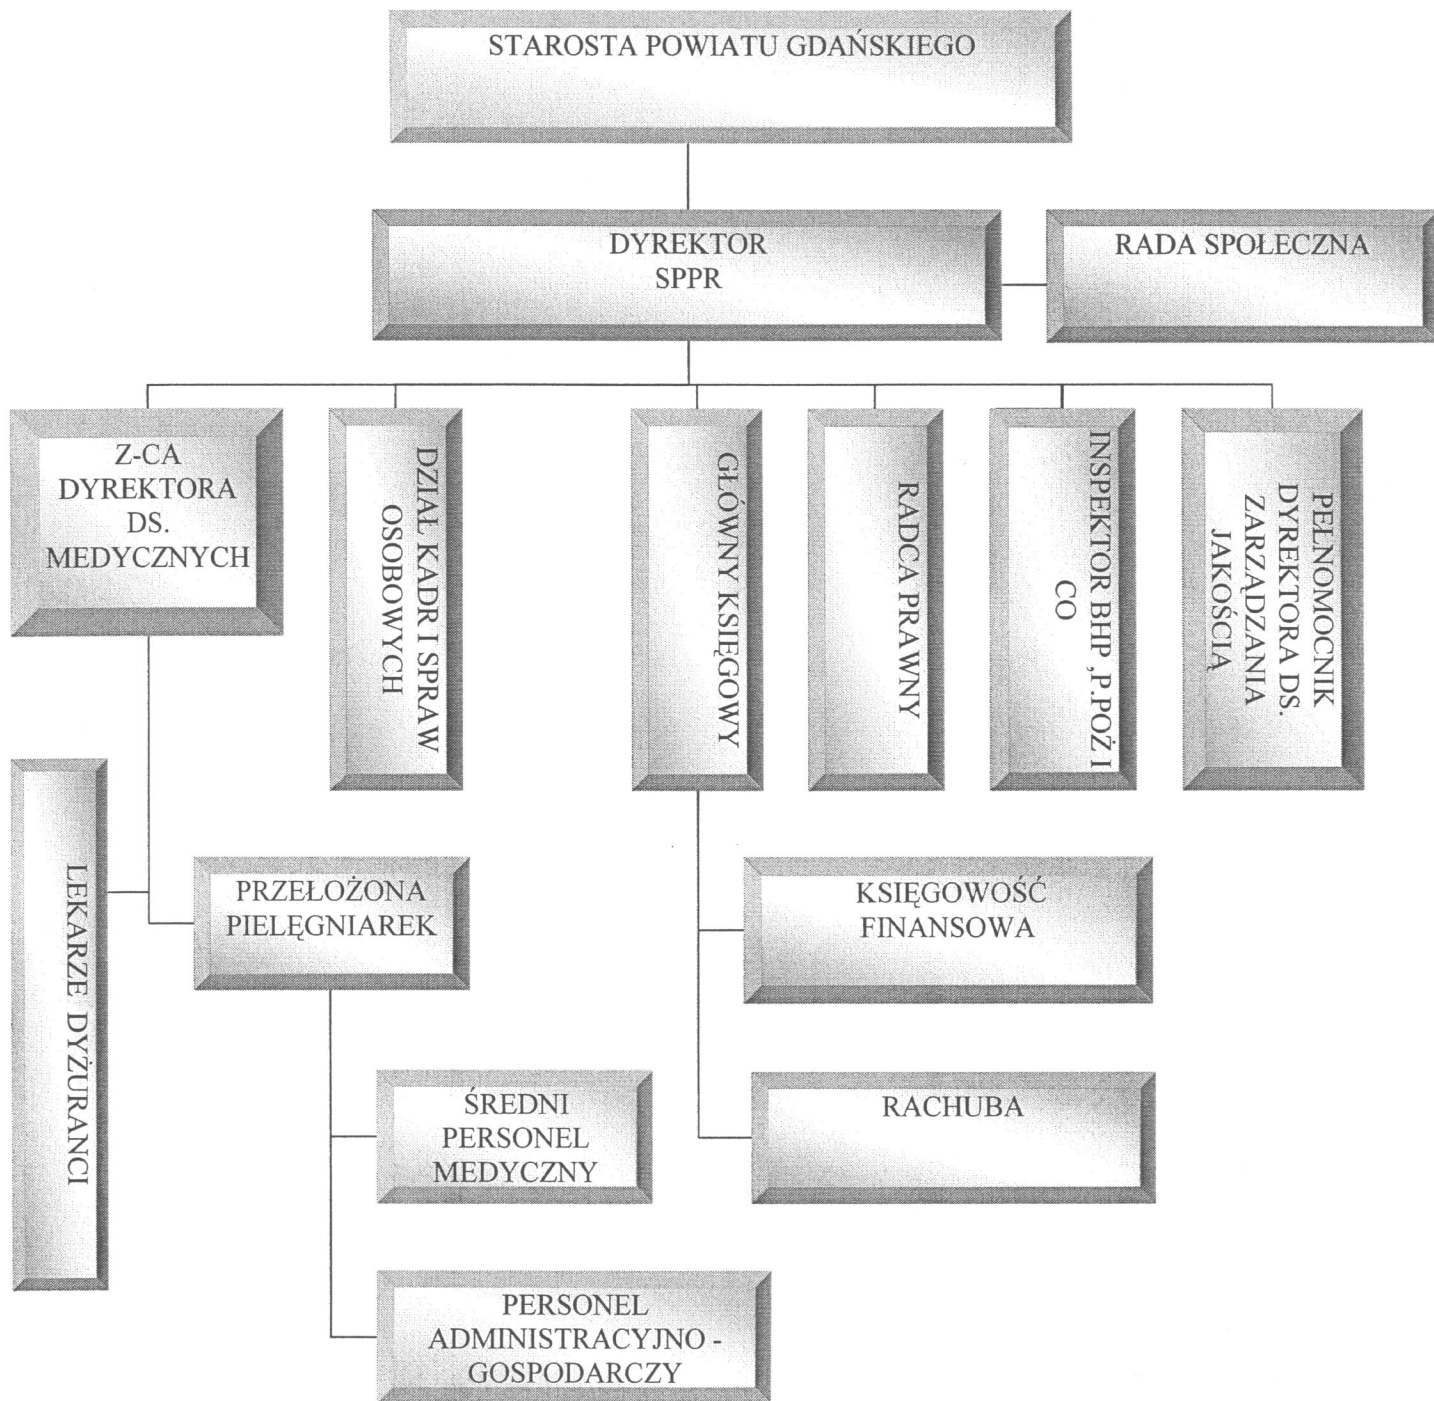 STAROSTA POWIATU GDAŃSKIEGO
DYREKTOR
SPPR
RADA SPOŁECZNA
Z-CA
DYREKTORA
DS.
MEDYCZNYCH
DZIAŁ KADR I SPRAW
OSOBOWYCH
GŁÓWNY KSIĘGOWY
RADCA PRAWNY
INSPEKTOR BHP ,P.POŻ I
CO
PEŁNOMOCNIK
DYREKTORA DS.
ZARZĄDZANIA
JAKOŚCIĄ
LEKARZE DYŻURANCI
PRZEŁOŻONA
PIELĘGNIAREK
KSIĘGOWOŚĆ
FINANSOWA
ŚREDNI
PERSONEL
MEDYCZNY
RACHUBA
PERSONEL
ADMINISTRACYJNO -
GOSPODARCZY